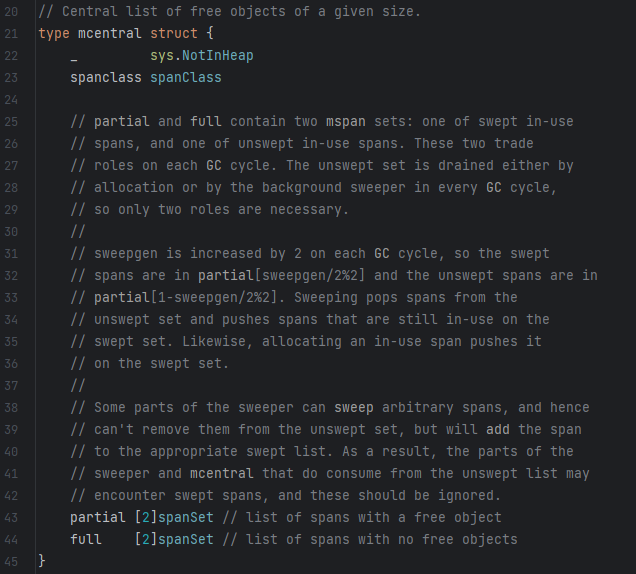 20 // Central list of free objects of a given size.
21 type mcentral struct {
22 _ sys.NotInHeap
23 spanclass spanClass
24
25 // partial and full contain two mspan sets: one of swept in-use
26 // spans, and one of unswept in-use spans. These two trade
27 // roles on each GC cycle. The unswept set is drained either by
28 // allocation or by the background sweeper in every GC cycle,
29 // so only two roles are necessary.
30 //
31 // sweepgen is increased by 2 on each GC cycle, so the swept
32 // spans are in partial[sweepgen/2%2] and the unswept spans are in
33 // partial[1-sweepgen/2%2]. Sweeping pops spans from the
34 // unswept set and pushes spans that are still in-use on the
35 // swept set. Likewise, allocating an in-use span pushes it
36 // on the swept set.
37 //
38 // Some parts of the sweeper can sweep arbitrary spans, and hence
39 // can't remove them from the unswept set, but will add the span
40 // to the appropriate swept list. As a result, the parts of the
41 // sweeper and mcentral that do consume from the unswept list may
42 // encounter swept spans, and these should be ignored.
43 partial [2]spanSet // list of spans with a free object
44 full [2]spanSet // list of spans with no free objects
45 }